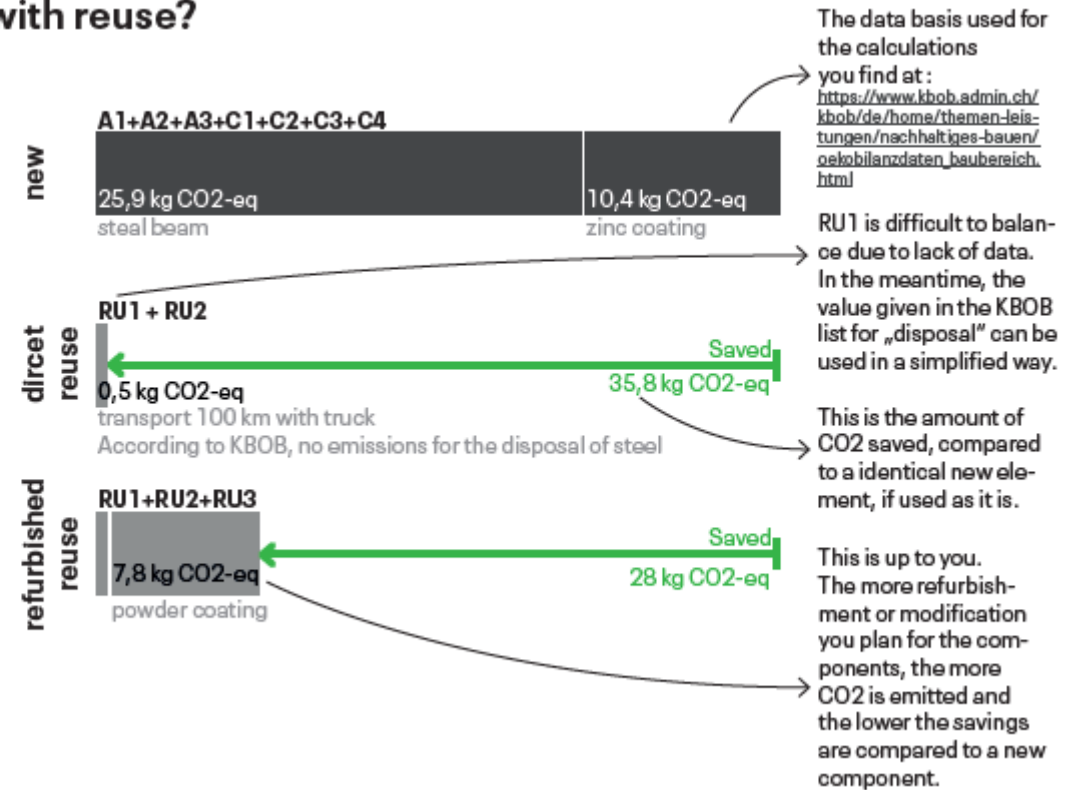 with reuse?
The data basis used for
the calculations
you find at :
https://www.kbob.admin.ch/
kbob/de/home/themen-leis-
tungen/nachhaltiges-bauen/
oekobilanzdaten_baubereich.
html
new
A1+A2+A3+C1+C2+C3+C4
25,9 kg CO2-eq
10,4 kg CO2-eq
steal beam
zinc coating
RU1 is difficult to balan-
ce due to lack of data.
In the meantime, the
value given in the KBOB
list for „disposal“ can be
used in a simplified way.
dircet
reuse
RU1 + RU2
Saved
0,5 kg CO2-eq
35,8 kg CO2-eq
transport 100 km with truck
According to KBOB, no emissions for the disposal of steel
This is the amount of
CO2 saved, compared
to a identical new ele-
ment, if used as it is.
refurbished
reuse
RU1+RU2+RU3
Saved
7,8 kg CO2-eq
28 kg CO2-eq
powder coating
This is up to you.
The more refurbish-
ment or modification
you plan for the com-
ponents, the more
CO2 is emitted and
the lower the savings
are compared to a new
component.